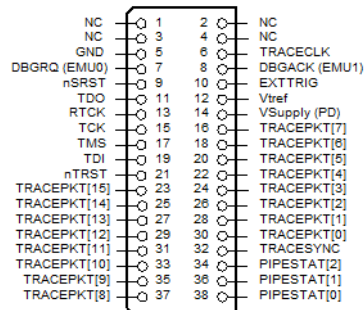 NC 1 2 NC
NC 3 4 NC
GND 5 6 TRACECLK
DBGRQ (EMU0) 7 8 DBGACK (EMU1)
nSRST 9 10 EXTTRIG
TDO 11 12 Vtref
RTCK 13 14 VSupply (PD)
TCK 15 16 TRACEPKT[7]
TMS 17 18 TRACEPKT[6]
TDI 19 20 TRACEPKT[5]
nTRST 21 22 TRACEPKT[4]
TRACEPKT[15] 23 24 TRACEPKT[3]
TRACEPKT[14] 25 26 TRACEPKT[2]
TRACEPKT[13] 27 28 TRACEPKT[1]
TRACEPKT[12] 29 30 TRACEPKT[0]
TRACEPKT[11] 31 32 TRACESYNC
TRACEPKT[10] 33 34 PIPESTAT[2]
TRACEPKT[9] 35 36 PIPESTAT[1]
TRACEPKT[8] 37 38 PIPESTAT[0]